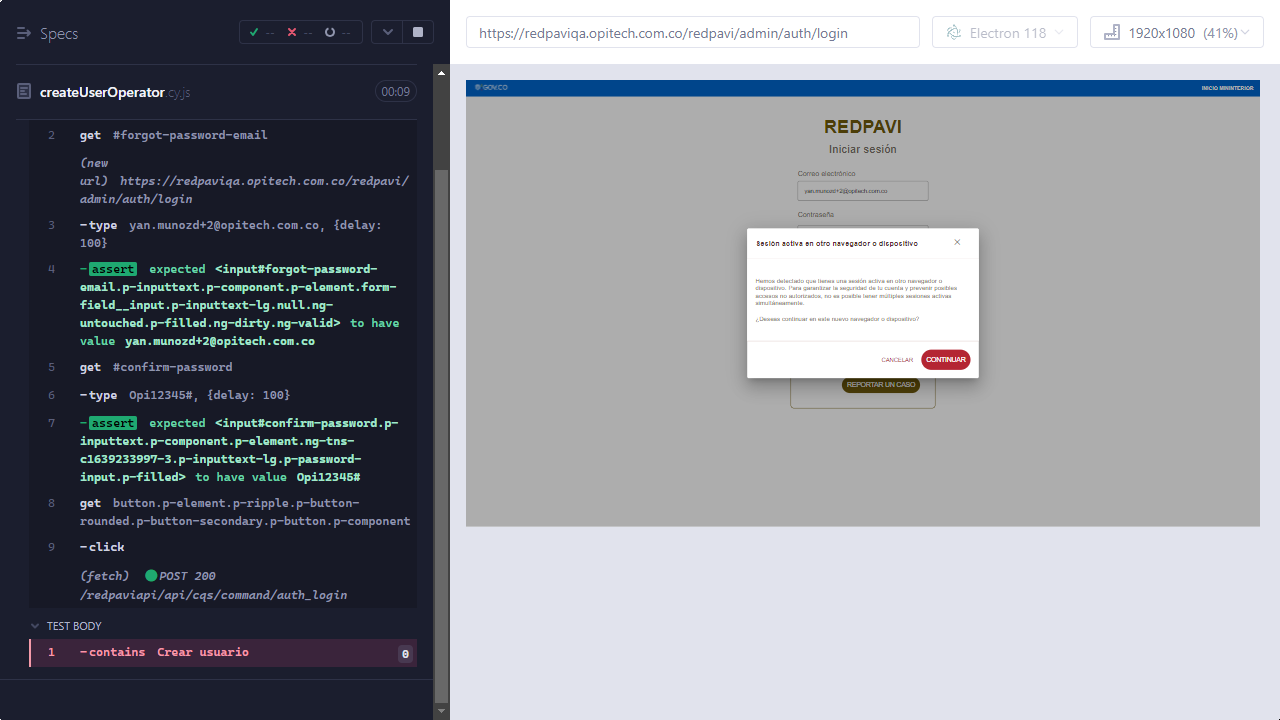 Specs
--
--
--
createUserOperator.cy.js
00:09
2 get #forgot-password-email
(new
url) https://redpaviqa.opitech.com.co/redpavi/
admin/auth/login
3 -type yan.munozd+2@opitech.com.co, {delay:
100}
4 -assert expected <input#forgot-password-
email.p-inputtext.p-component.p-element.form-
field__input.p-inputtext-lg.null.ng-
untouched.p-filled.ng-dirty.ng-valid> to have
value yan.munozd+2@opitech.com.co
5 get #confirm-password
6 -type Opi12345#, {delay: 100}
7 -assert expected <input#confirm-password.p-
inputtext.p-component.p-element.ng-tns-
c1639233997-3.p-inputtext-lg.p-password-
input.p-filled> to have value Opi12345#
8 get button.p-element.p-ripple.p-button-
rounded.p-button-secondary.p-button.p-component
9 -click
(fetch) POST 200
/redpaviapi/api/cqs/command/auth_login
TEST BODY
1 -contains Crear usuario 0
https://redpaviqa.opitech.com.co/redpavi/admin/auth/login
Electron 118
1920x1080 (41%)
GOV.CO
INICIO MININTERIOR
REDPAVI
Iniciar sesión
Correo electrónico
yan.munozd+2@opitech.com.co
Contraseña
Sesión activa en otro navegador o dispositivo
Hemos detectado que tienes una sesión activa en otro navegador o
dispositivo. Para garantizar la seguridad de tu cuenta y prevenir posibles
accesos no autorizados, no es posible tener múltiples sesiones activas
simultáneamente.
¿Deseas continuar en este nuevo navegador o dispositivo?
CANCELAR
CONTINUAR
REPORTAR UN CASO